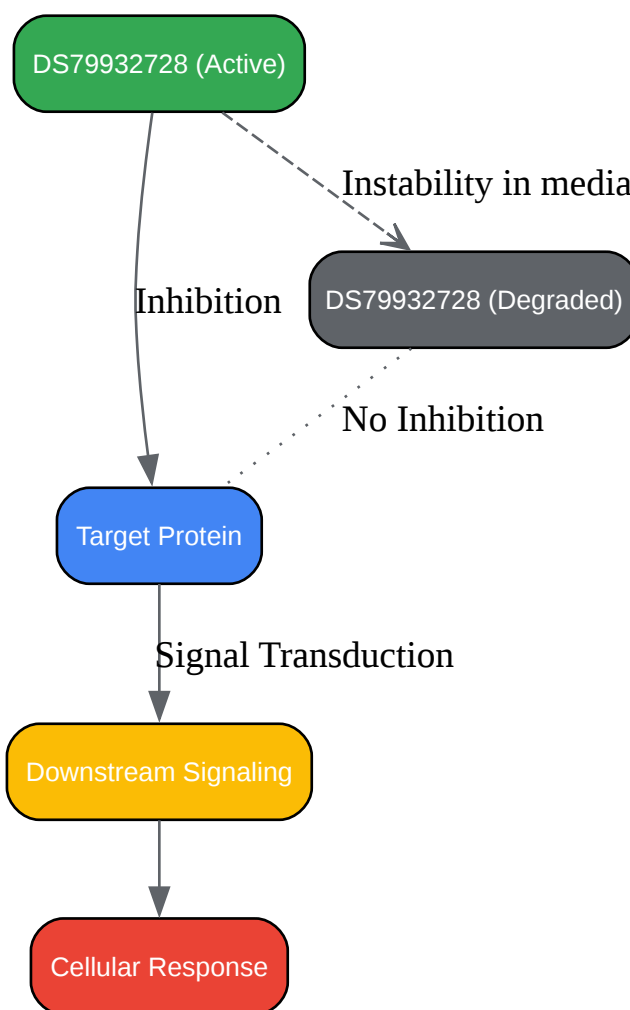 DS79932728 (Active)
Instability in media
DS79932728 (Degraded)
Inhibition
No Inhibition
Target Protein
Signal Transduction
Downstream Signaling
Cellular Response